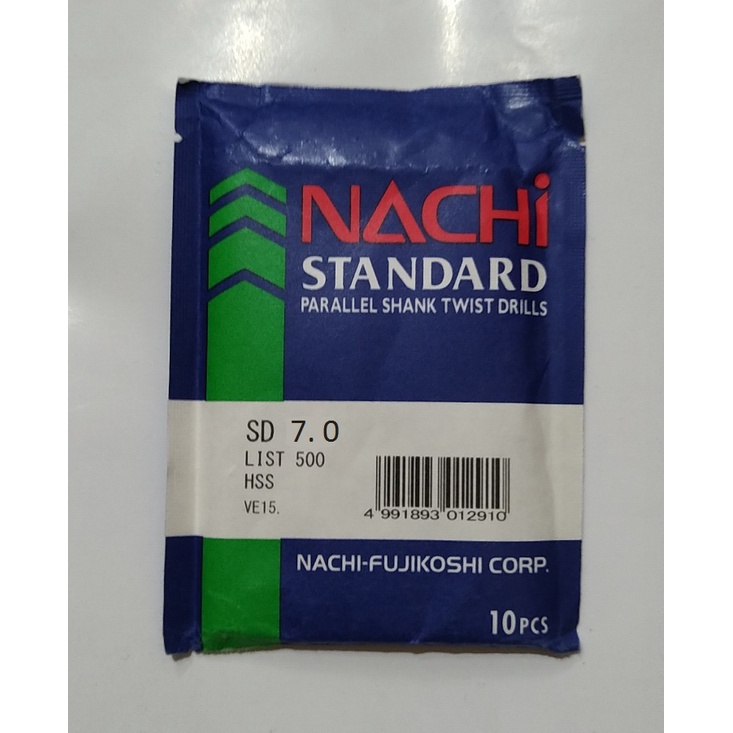 NACHi
STANDARD
PARALLEL SHANK TWIST DRILLS
SD 7.0
LIST 500
HSS
VE15.
4 991893 012910
NACHI-FUJIKOSHI CORP.
10PCS